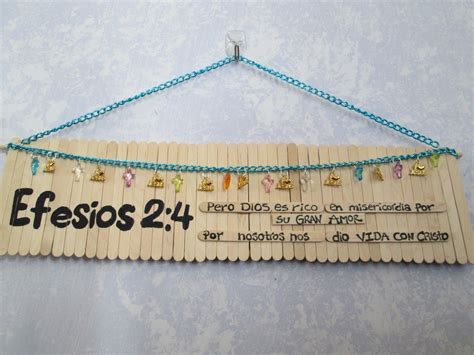 Efesios 2:4
Pero DIOS, es rico en misericordia por
SU GRAN AMOR
Por nosotros nos dio VIDA CON CRISTO